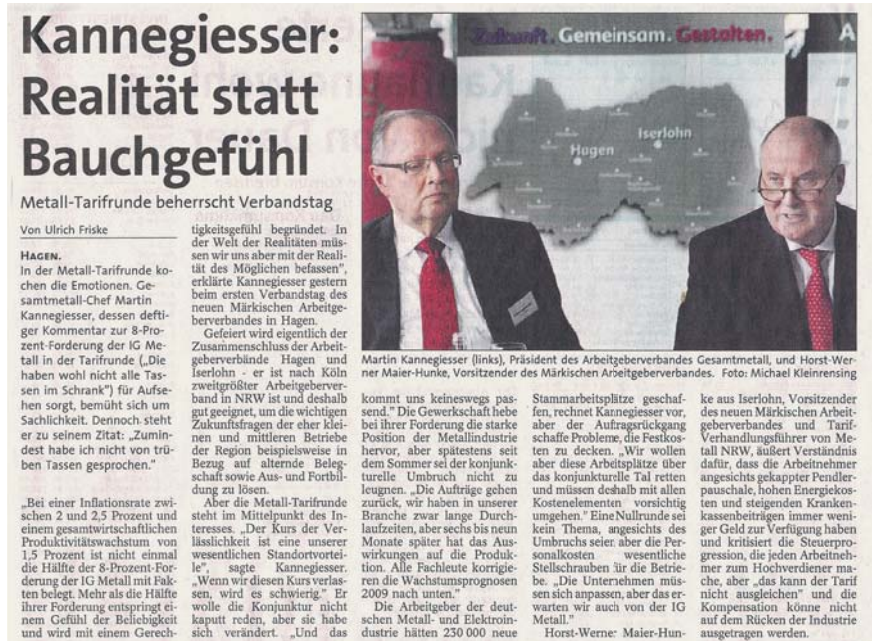 Kannegiesser:
Realität statt
Bauchgefühl
Metall-Tarifrunde beherrscht Verbandstag
Von Ulrich Friske
HAGEN.
In der Metall-Tarifrunde ko-
chen die Emotionen. Ge-
samtmetall-Chef Martin
Kannegiesser, dessen defti-
ger Kommentar zur 8-Pro-
zent-Forderung der IG Me-
tall in der Tarifrunde („Die
haben wohl nicht alle Tas-
sen im Schrank“) für Aufse-
hen sorgt, bemüht sich um
Sachlichkeit. Dennoch steht
er zu seinem Zitat: „Zumin-
dest habe ich nicht von trü-
ben Tassen gesprochen.“
„Bei einer Inflationsrate zwi-
schen 2 und 2,5 Prozent und
einem gesamtwirtschaftlichen
Produktivitätswachstum von
1,5 Prozent ist nicht einmal
die Hälfte der 8-Prozent-For-
derung der IG Metall mit Fak-
ten belegt. Mehr als die Hälfte
ihrer Forderung entspringt ei-
nem Gefühl der Beliebigkeit
und wird mit einem Gerech-
tigkeitsgefühl begründet. In
der Welt der Realitäten müs-
sen wir uns aber mit der Reali-
tät des Möglichen befassen”,
erklärte Kannegiesser gestern
beim ersten Verbandstag des
neuen Märkischen Arbeitge-
berverbandes in Hagen.
Gefeiert wird eigentlich der
Zusammenschluss der Arbeit-
geberverbände Hagen und
Iserlohn - er ist nach Köln
zweitgrößter Arbeitgeberver-
band in NRW ist und deshalb
gut geeignet, um die wichtigen
Zukunftsfragen der eher klei-
nen und mittleren Betriebe
der Region beispielsweise in
Bezug auf alternde Beleg-
schaft sowie Aus- und Fortbil-
dung zu lösen.
Aber die Metall-Tarifrunde
steht im Mittelpunkt des In-
teresses. „Der Kurs der Ver-
lässlichkeit ist eine unserer
wesentlichen Standortvortei-
le”, sagte Kannegiesser.
„Wenn wir diesen Kurs verlas-
sen, wird es schwierig.” Er
wolle die Konjunktur nicht
kaputt reden, aber sie habe
sich verändert. „Und das
Zukunft. Gemeinsam. Gestalten.
A
Hagen
Iserlohn
Martin Kannegiesser (links), Präsident des Arbeitgeberverbandes Gesamtmetall, und Horst-Wer-
ner Maier-Hunke, Vorsitzender des Märkischen Arbeitgeberverbandes. Foto: Michael Kleinrensing
kommt uns keineswegs pas-
send.” Die Gewerkschaft hebe
bei ihrer Forderung die starke
Position der Metallindustrie
hervor, aber spätestens seit
dem Sommer sei der konjunk-
turelle Umbruch nicht zu
leugnen. „Die Aufträge gehen
zurück, wir haben in unserer
Branche zwar lange Durch-
laufzeiten, aber sechs bis neun
Monate später hat das Aus-
wirkungen auf die Produk-
tion. Alle Fachleute korrigie-
ren die Wachstumsprognosen
2009 nach unten.”
Die Arbeitgeber der deut-
schen Metall- und Elektroin-
dustrie hätten 230 000 neue
Stammarbeitsplätze geschaf-
fen, rechnet Kannegiesser vor,
aber der Auftragsrückgang
schaffe Probleme, die Festkos-
ten zu decken. „Wir wollen
aber diese Arbeitsplätze über
das konjunkturelle Tal retten
und müssen deshalb mit allen
Kostenelementen vorsichtig
umgehen.” Eine Nullrunde sei
kein Thema, angesichts des
Umbruchs seien aber die Per-
sonalkosten wesentliche
Stellschrauben für die Betrie-
be. „Die Unternehmen müs-
sen sich anpassen, aber das er-
warten wir auch von der IG
Metall.”
Horst-Werner Maier-Hun-
ke aus Iserlohn, Vorsitzender
des neuen Märkischen Arbeit-
geberverbandes und Tarif-
Verhandlungsführer von Me-
tall NRW, äußert Verständnis
dafür, dass die Arbeitnehmer
angesichts gekappter Pendler-
pauschale, hohen Energiekos-
ten und steigenden Kranken-
kassenbeiträgen immer weni-
ger Geld zur Verfügung haben
und kritisiert die Steuerpro-
gression, die jeden Arbeitneh-
mer zum Hochverdiener ma-
che, aber „das kann der Tarif
nicht ausgleichen” und die
Kompensation könne nicht
auf dem Rücken der Industrie
ausgetragen werden.